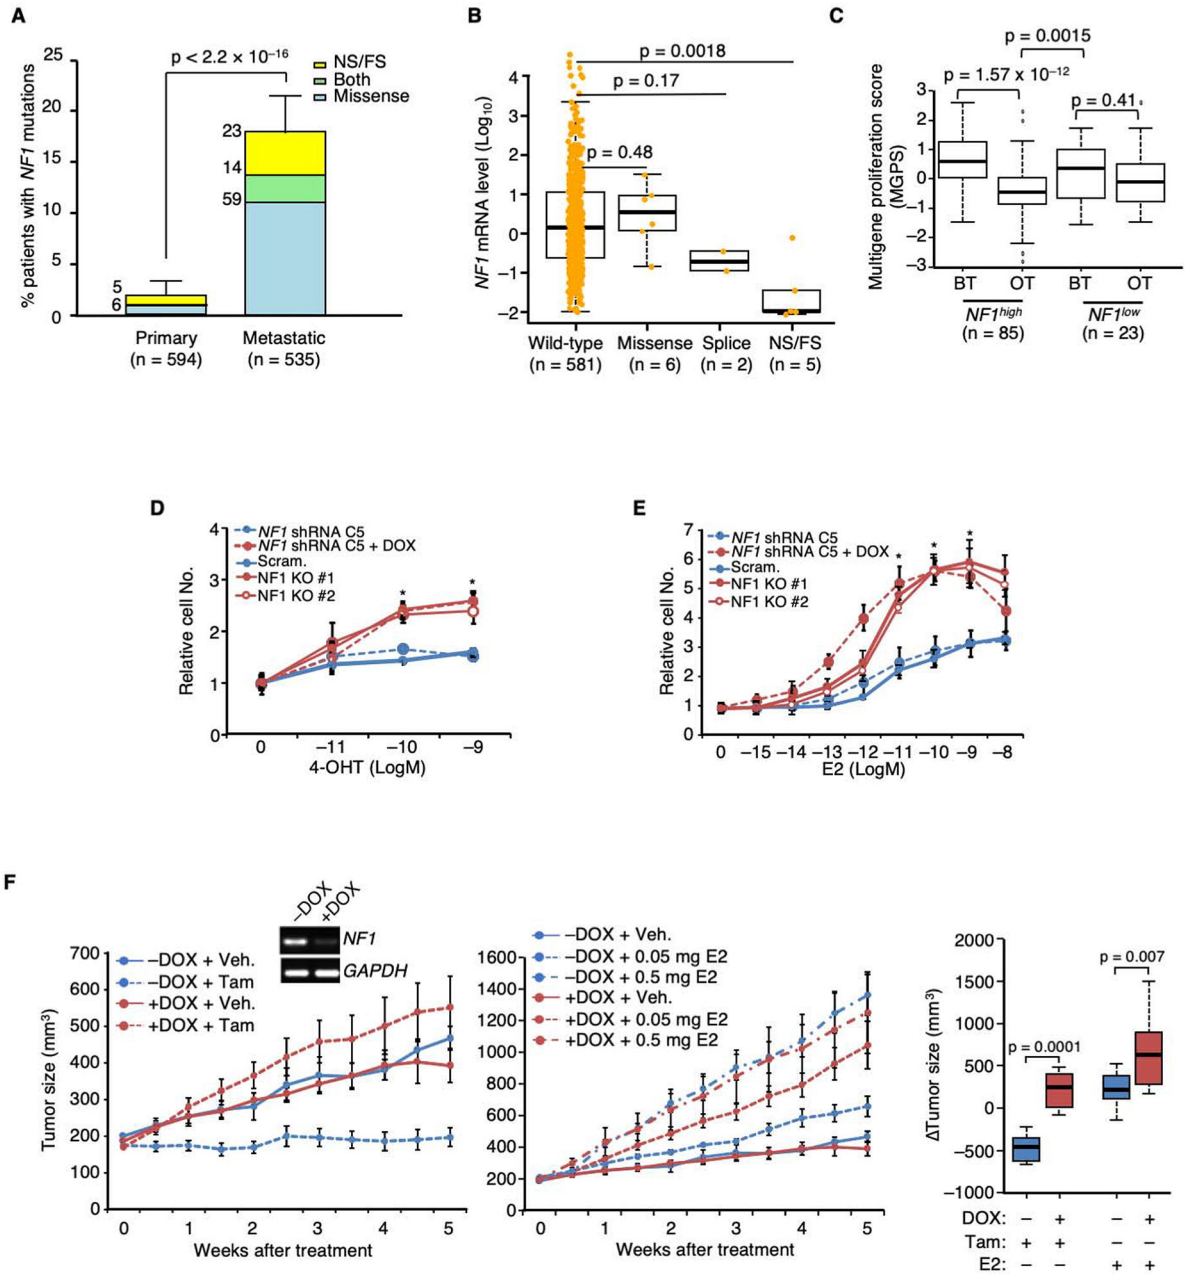 A
p < 2.2 × 10–16
NS/FS
Both
Missense
% patients with NF1 mutations
25
20
15
10
5
0
23
14
59
5
6
Primary
(n = 594)
Metastatic
(n = 535)
B
p = 0.0018
p = 0.17
p = 0.48
NF1 mRNA level (Log10)
4
3
2
1
0
–1
–2
Wild-type
(n = 581)
Missense
(n = 6)
Splice
(n = 2)
NS/FS
(n = 5)
C
p = 0.0015
p = 1.57 x 10–12
p = 0.41
Multigene proliferation score
(MGPS)
3
2
1
0
–1
–2
–3
BT OT BT OT
NF1high
(n = 85)
NF1low
(n = 23)
D
NF1 shRNA C5
NF1 shRNA C5 + DOX
Scram.
NF1 KO #1
NF1 KO #2
Relative cell No.
4
3
2
1
0
* *
0 –11 –10 –9
4-OHT (LogM)
E
NF1 shRNA C5
NF1 shRNA C5 + DOX
Scram.
NF1 KO #1
NF1 KO #2
Relative cell No.
7
6
5
4
3
2
1
0
* * *
0 –15 –14 –13 –12 –11 –10 –9 –8
E2 (LogM)
F
–DOX
+DOX
NF1
GAPDH
–DOX + Veh.
–DOX + Tam
+DOX + Veh.
+DOX + Tam
Tumor size (mm3)
700
600
500
400
300
200
100
0
0 1 2 3 4 5
Weeks after treatment
–DOX + Veh.
–DOX + 0.05 mg E2
–DOX + 0.5 mg E2
+DOX + Veh.
+DOX + 0.05 mg E2
+DOX + 0.5 mg E2
1600
1400
1200
1000
800
600
400
200
0
0 1 2 3 4 5
Weeks after treatment
p = 0.007
p = 0.0001
ΔTumor size (mm3)
2000
1500
1000
500
0
–500
–1000
DOX: – + – +
Tam: + + – –
E2: – – + +